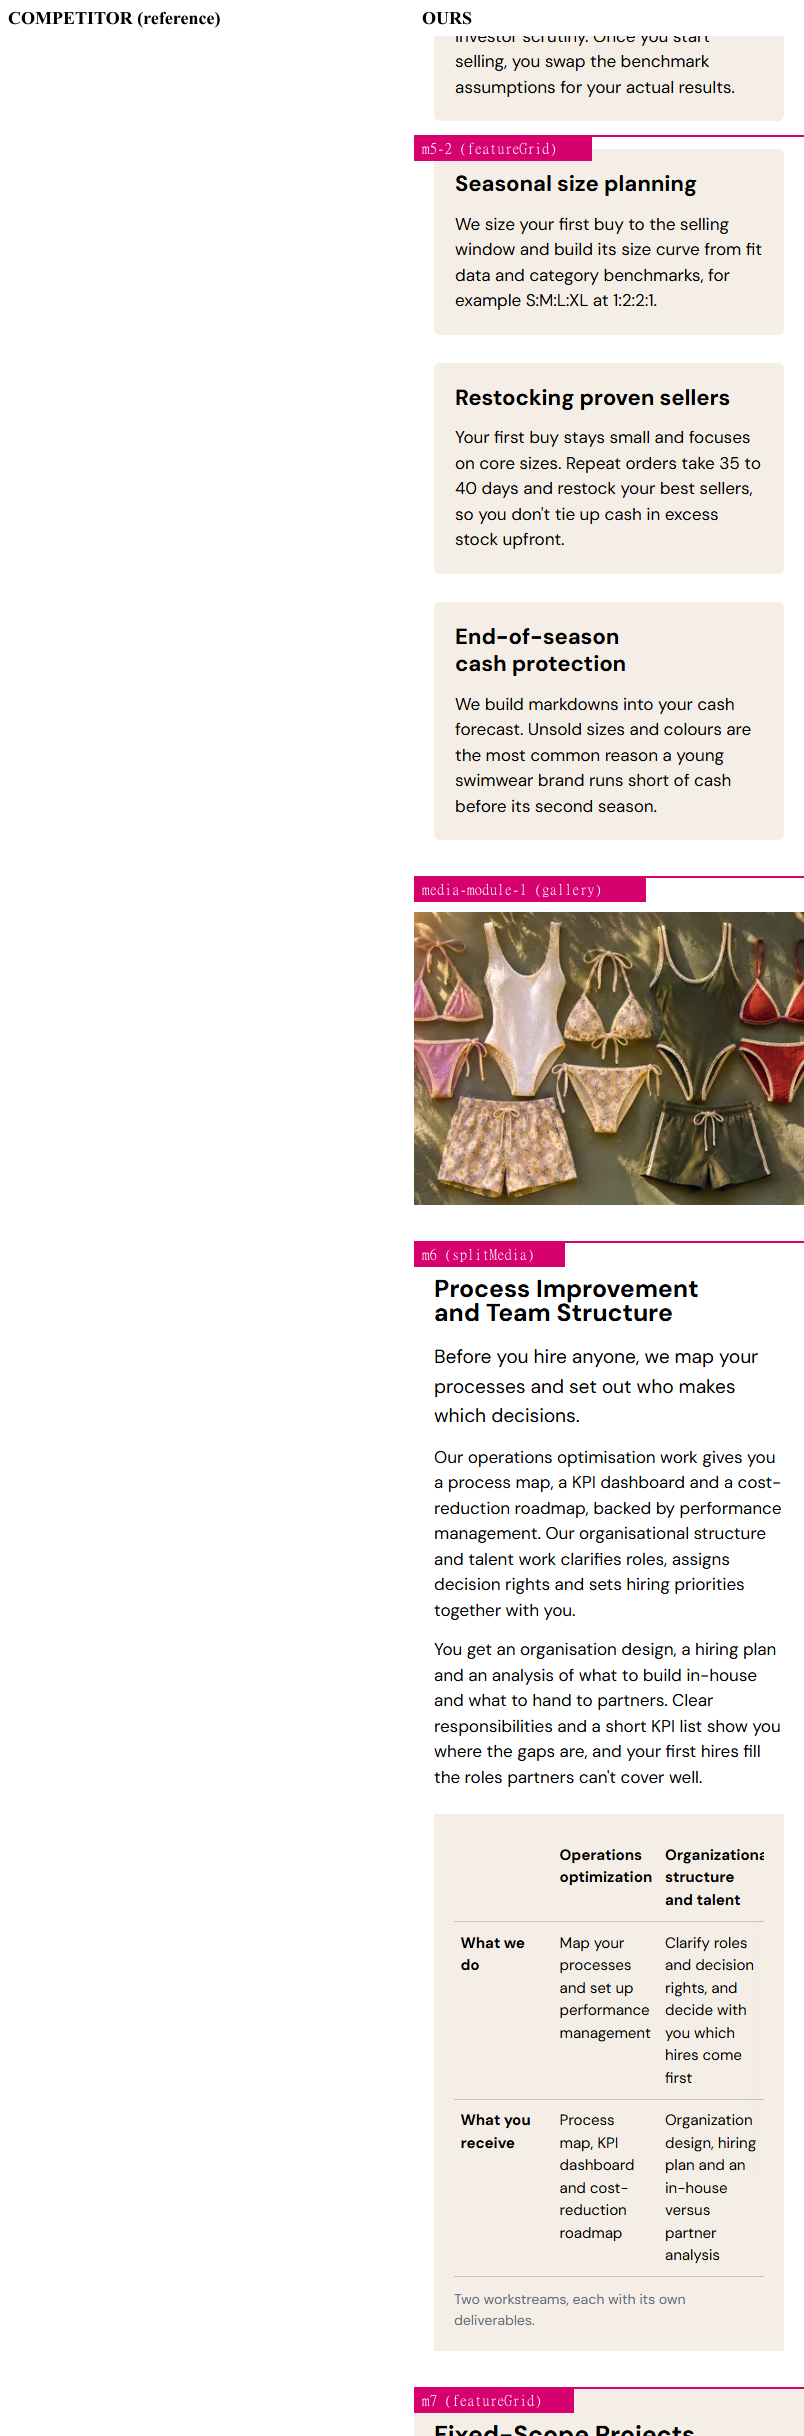 COMPETITOR (reference)
OURS
investor scrutiny. Once you start
selling, you swap the benchmark
assumptions for your actual results.
m5-2 (featureGrid)
Seasonal size planning
We size your first buy to the selling
window and build its size curve from fit
data and category benchmarks, for
example S:M:L:XL at 1:2:2:1.
Restocking proven sellers
Your first buy stays small and focuses
on core sizes. Repeat orders take 35 to
40 days and restock your best sellers,
so you don't tie up cash in excess
stock upfront.
End-of-season
cash protection
We build markdowns into your cash
forecast. Unsold sizes and colours are
the most common reason a young
swimwear brand runs short of cash
before its second season.
media-module-1 (gallery)
m6 (splitMedia)
Process Improvement
and Team Structure
Before you hire anyone, we map your
processes and set out who makes
which decisions.
Our operations optimisation work gives you
a process map, a KPI dashboard and a cost-
reduction roadmap, backed by performance
management. Our organisational structure
and talent work clarifies roles, assigns
decision rights and sets hiring priorities
together with you.
You get an organisation design, a hiring plan
and an analysis of what to build in-house
and what to hand to partners. Clear
responsibilities and a short KPI list show you
where the gaps are, and your first hires fill
the roles partners can't cover well.
Operations
optimization
Organiza­tiona
structure
and talent
What we
do
Map your
processes
and set up
performance
management
Clarify roles
and decision
rights, and
decide with
you which
hires come
first
What you
receive
Process
map, KPI
dashboard
and cost-
reduction
roadmap
Organization
design, hiring
plan and an
in-house
versus
partner
analysis
Two workstreams, each with its own
deliverables.
m7 (featureGrid)
Fixed-Scope Projects